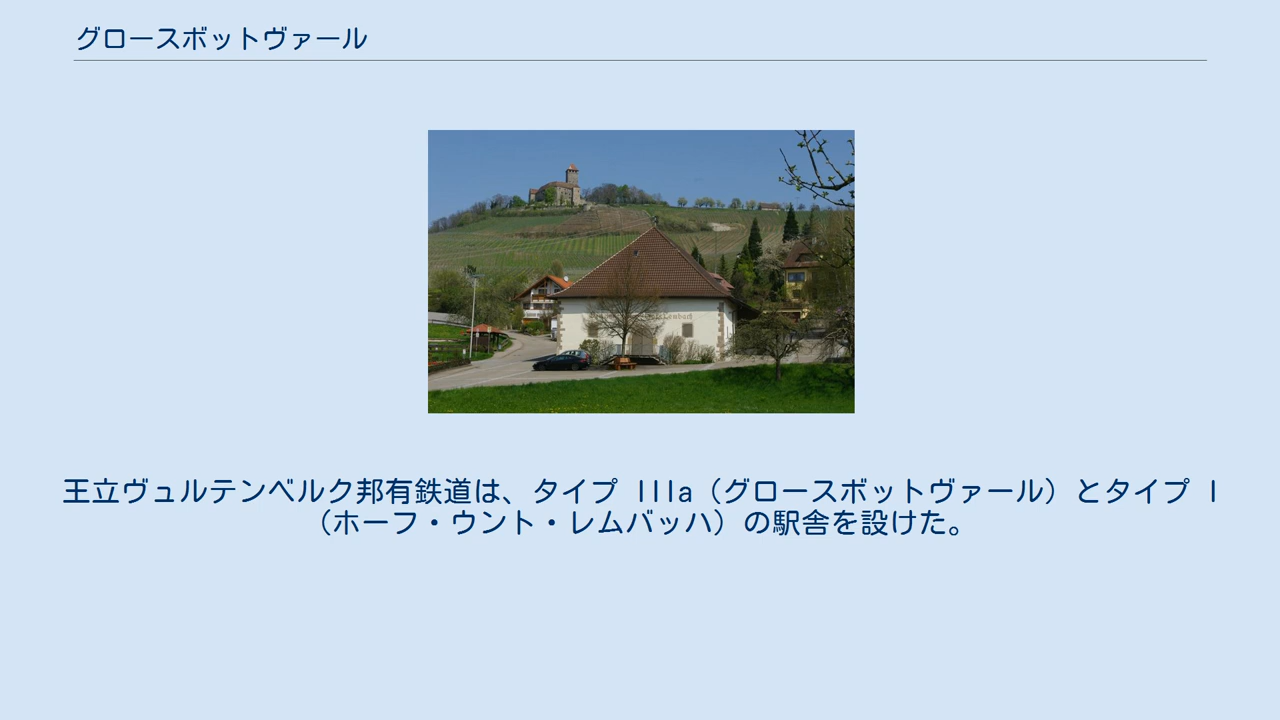 グロースボットヴァール
王立ヴュルテンベルク邦有鉄道は、タイプ IIIa（グロースボットヴァール）とタイプ I
（ホーフ・ウント・レムバッハ）の駅舎を設けた。